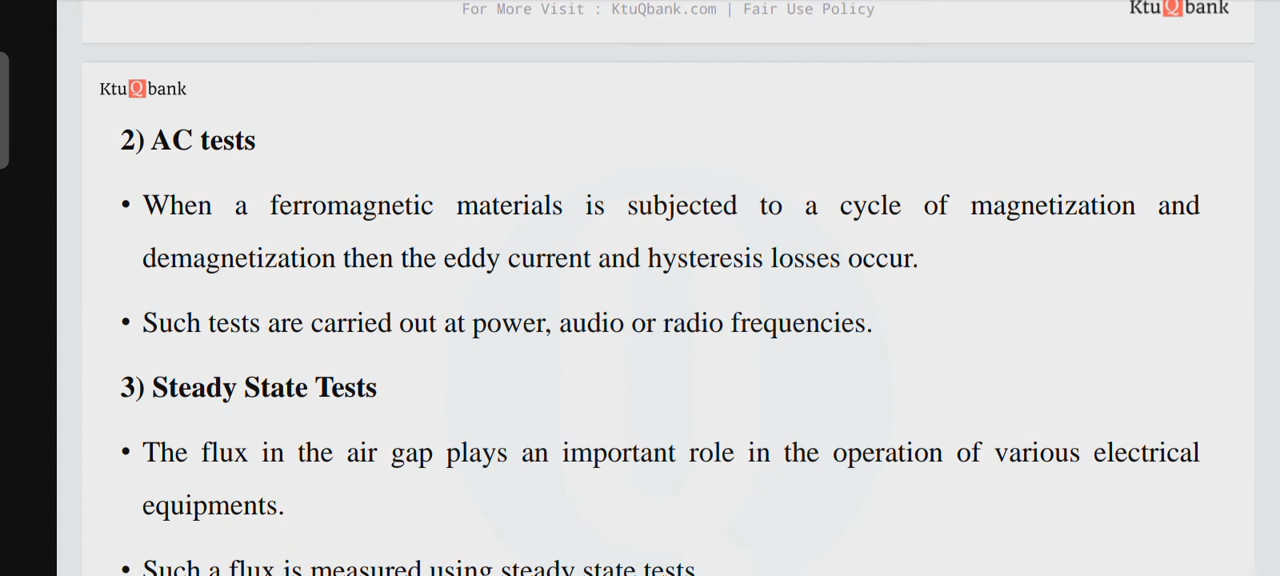 For More Visit : KtuQbank.com | Fair Use Policy
KtuQbank
KtuQbank
2) AC tests
• When a ferromagnetic materials is subjected to a cycle of magnetization and
demagnetization then the eddy current and hysteresis losses occur.
• Such tests are carried out at power, audio or radio frequencies.
3) Steady State Tests
• The flux in the air gap plays an important role in the operation of various electrical
equipments.
• Such a flux is measured using steady state tests